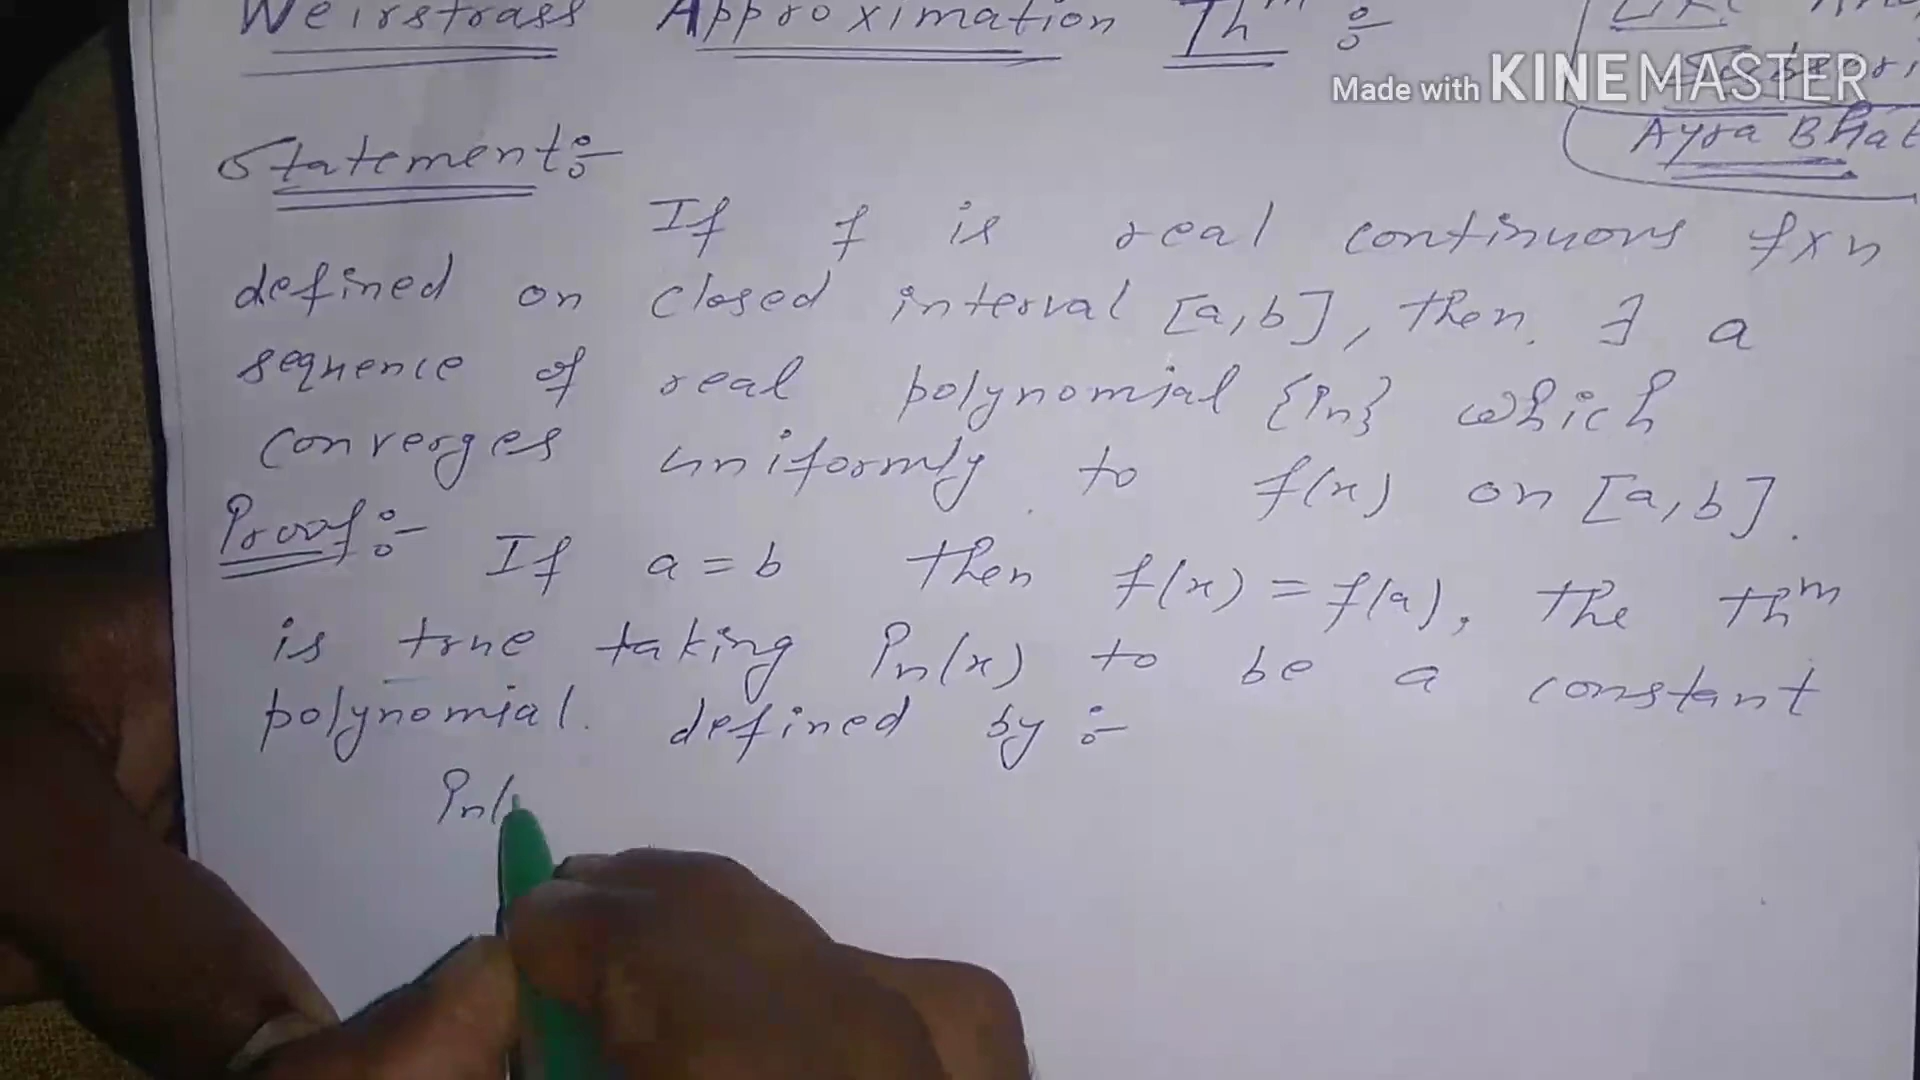 Weirstrass Approximation Thm :-
Made with KINEMASTER
Ayra Bhat
Statement :-
If f is real continuous fxn
defined on closed interval [a,b], then ∃ a
sequence of real polynomial {Pn} which
converges uniformly to f(x) on [a,b].
Proof :- If a = b then f(x) = f(a), the thm
is true taking Pn(x) to be a constant
polynomial. defined by :-
Pn(